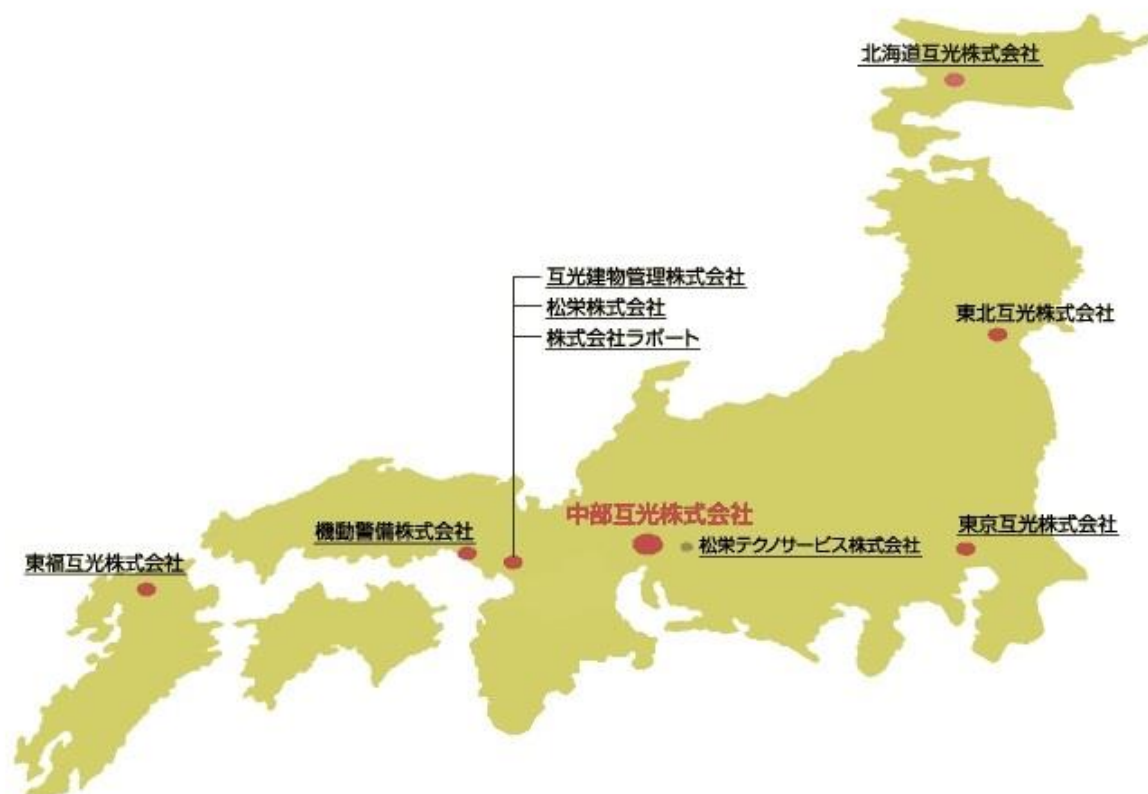 北海道互光株式会社
互光建物管理株式会社
松栄株式会社
株式会社ラポート
東北互光株式会社
中部互光株式会社
機動警備株式会社
東京互光株式会社
松栄テクノサービス株式会社
東福互光株式会社